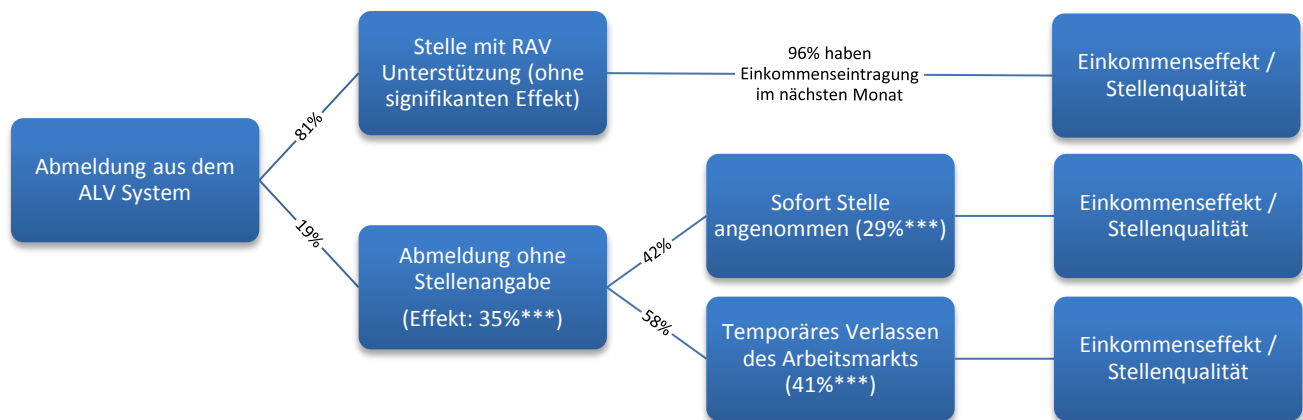 Abmeldung aus dem
ALV System
81%
19%
Stelle mit RAV
Unterstützung (ohne
signifikanten Effekt)
96% haben
Einkommenseintragung
im nächsten Monat
Einkommenseffekt /
Stellenqualität
Abmeldung ohne
Stellenangabe
(Effekt: 35%***)
42%
58%
Sofort Stelle
angenommen (29%***)
Einkommenseffekt /
Stellenqualität
Temporäres Verlassen
des Arbeitsmarkts
(41%***)
Einkommenseffekt /
Stellenqualität